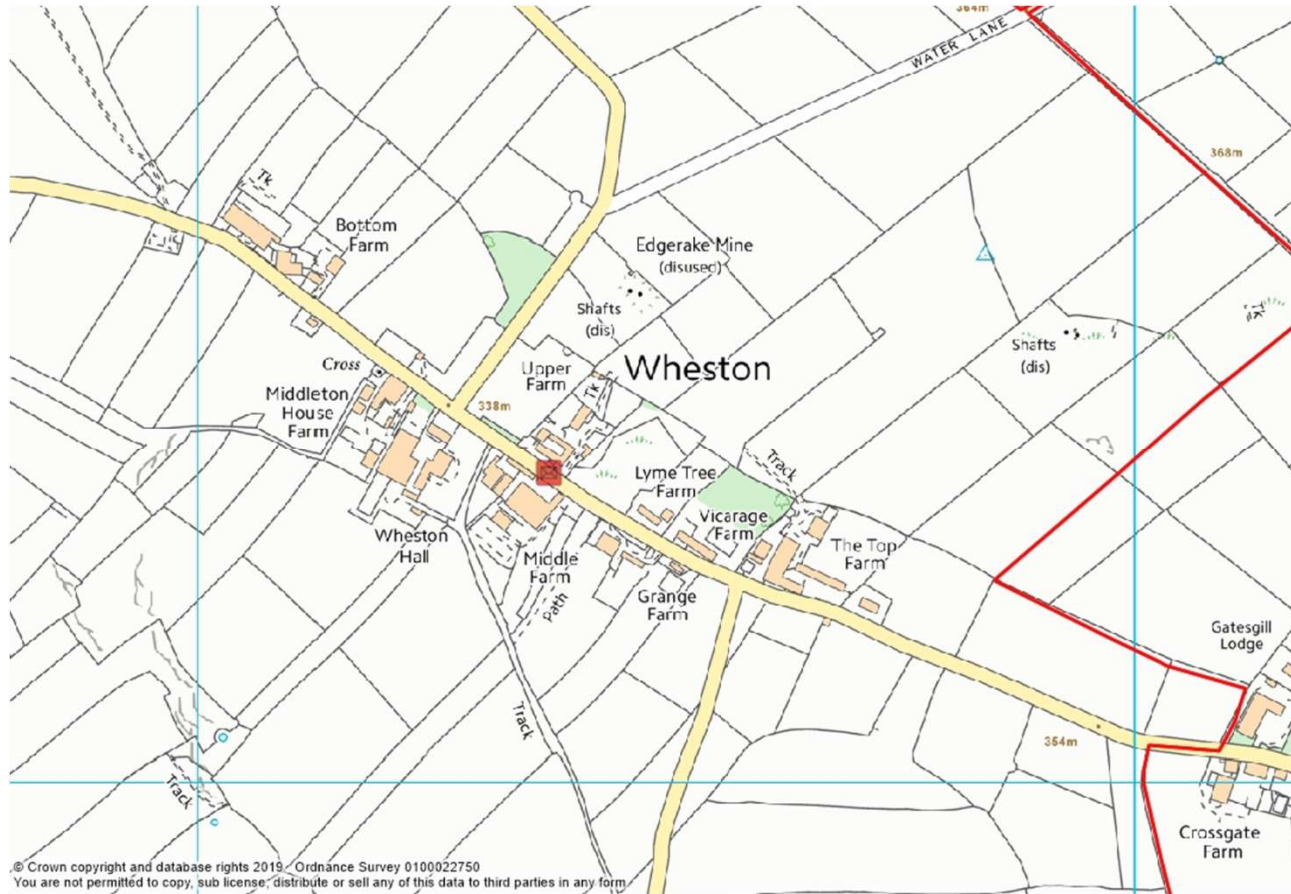 364m
WATER LANE
368m
Tk
Bottom
Farm
Edgerake Mine
(disused)
Shafts
(dis)
Tk
Shafts
(dis)
Cross
Upper
Farm
Wheston
Middleton
House
Farm
338m
Tk
Track
Lyme Tree
Farm
Vicarage
Farm
Wheston
Hall
Middle
Farm
Path
The Top
Farm
Grange
Farm
Gatesgill
Lodge
Track
354m
Track
Crossgate
Farm
© Crown copyright and database rights 2019 Ordnance Survey 0100022750
You are not permitted to copy, sub license, distribute or sell any of this data to third parties in any form